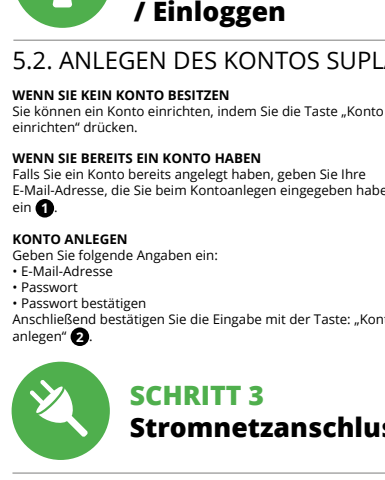 / Einloggen
5.2. ANLEGEN DES KONTOS SUPLA
WENN SIE KEIN KONTO BESITZEN
Sie können ein Konto einrichten, indem Sie die Taste „Konto
einrichten“ drücken.
WENN SIE BEREITS EIN KONTO HABEN
Falls Sie ein Konto bereits angelegt haben, geben Sie Ihre
E-Mail-Adresse, die Sie beim Kontoanlegen eingegeben habe
ein 1.
KONTO ANLEGEN
Geben Sie folgende Angaben ein:
• E-Mail-Adresse
• Passwort
• Passwort bestätigen
Anschließend bestätigen Sie die Eingabe mit der Taste: „Kont
anlegen“ 2.
SCHRITT 3
Stromnetzanschlus